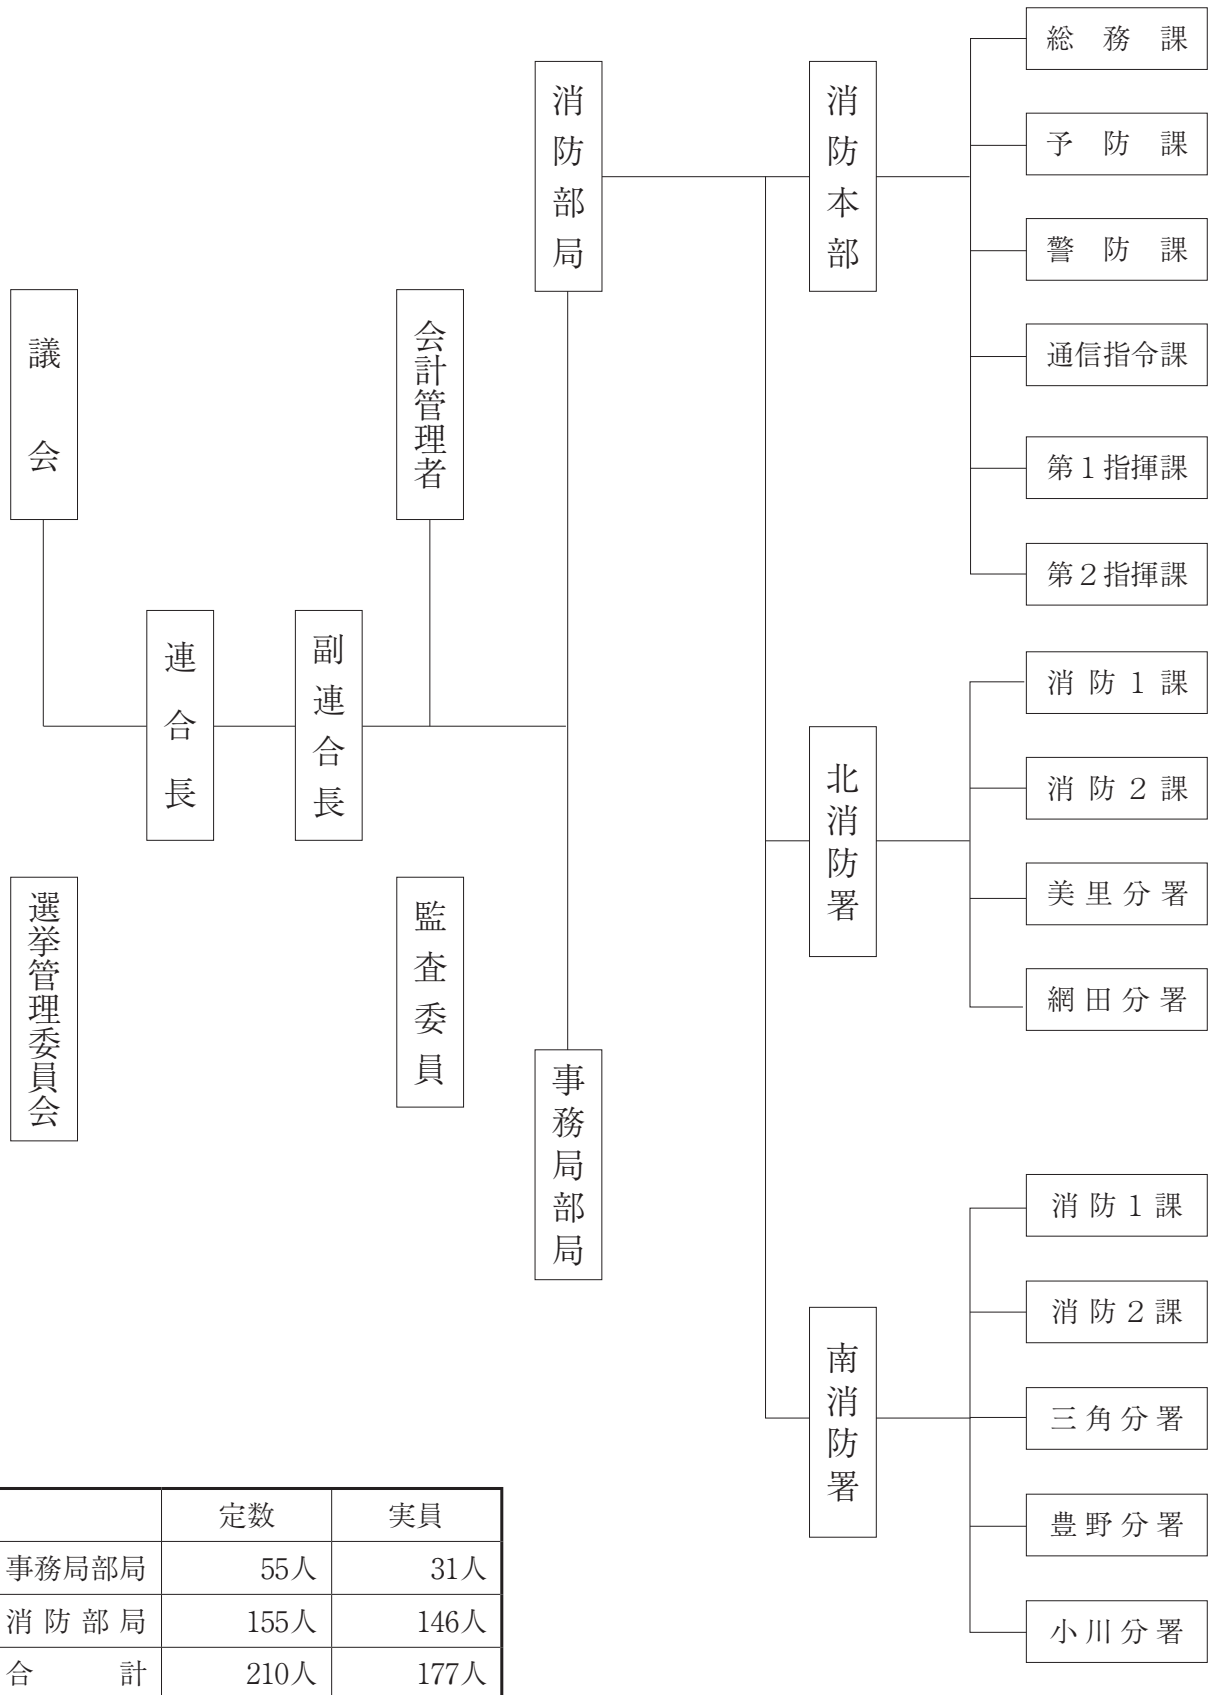 議会
選挙管理委員会
連合長
副連合長
会計管理者
監査委員
消防部局
事務局部局
消防本部
総務課
予防課
警防課
通信指令課
第1指揮課
第2指揮課
北消防署
消防1課
消防2課
美里分署
網田分署
南消防署
消防1課
消防2課
三角分署
豊野分署
小川分署
定数 実員
事務局部局 55人 31人
消防部局 155人 146人
合計 210人 177人